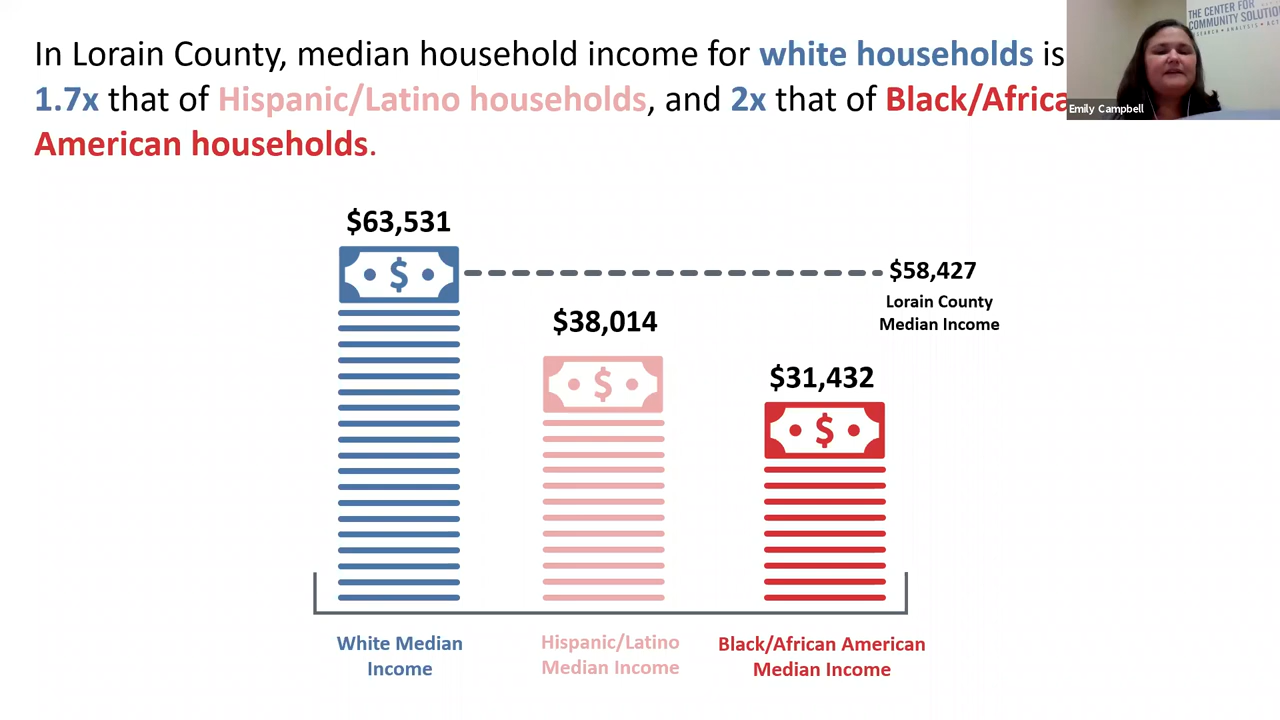 In Lorain County, median household income for white households is
1.7x that of Hispanic/Latino households, and 2x that of Black/Africa
American households.
THE CENTER FOR
COMMUNITY SOLUTIO
Emily Campbell
$63,531
$58,427
Lorain County
Median Income
$38,014
$31,432
$
$
$
White Median
Income
Hispanic/Latino
Median Income
Black/African American
Median Income